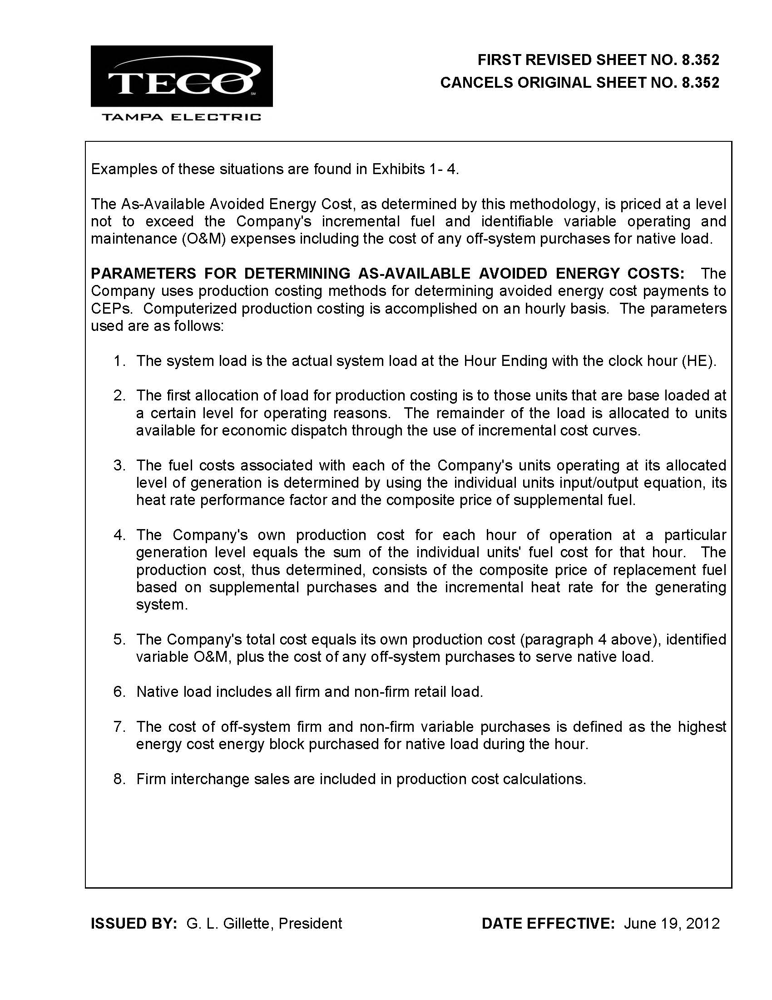 FIRST REVISED SHEET NO. 8.352
CANCELS ORIGINAL SHEET NO. 8.352
TECO
SM
TAMPA ELECTRIC
Examples of these situations are found in Exhibits 1- 4.
The As-Available Avoided Energy Cost, as determined by this methodology, is priced at a level
not to exceed the Company's incremental fuel and identifiable variable operating and
maintenance (O&M) expenses including the cost of any off-system purchases for native load.
PARAMETERS FOR DETERMINING AS-AVAILABLE AVOIDED ENERGY COSTS: The
Company uses production costing methods for determining avoided energy cost payments to
CEPs. Computerized production costing is accomplished on an hourly basis. The parameters
used are as follows:
1. The system load is the actual system load at the Hour Ending with the clock hour (HE).
2. The first allocation of load for production costing is to those units that are base loaded at
a certain level for operating reasons. The remainder of the load is allocated to units
available for economic dispatch through the use of incremental cost curves.
3. The fuel costs associated with each of the Company's units operating at its allocated
level of generation is determined by using the individual units input/output equation, its
heat rate performance factor and the composite price of supplemental fuel.
4. The Company's own production cost for each hour of operation at a particular
generation level equals the sum of the individual units' fuel cost for that hour. The
production cost, thus determined, consists of the composite price of replacement fuel
based on supplemental purchases and the incremental heat rate for the generating
system.
5. The Company's total cost equals its own production cost (paragraph 4 above), identified
variable O&M, plus the cost of any off-system purchases to serve native load.
6. Native load includes all firm and non-firm retail load.
7. The cost of off-system firm and non-firm variable purchases is defined as the highest
energy cost energy block purchased for native load during the hour.
8. Firm interchange sales are included in production cost calculations.
ISSUED BY: G. L. Gillette, President
DATE EFFECTIVE: June 19, 2012